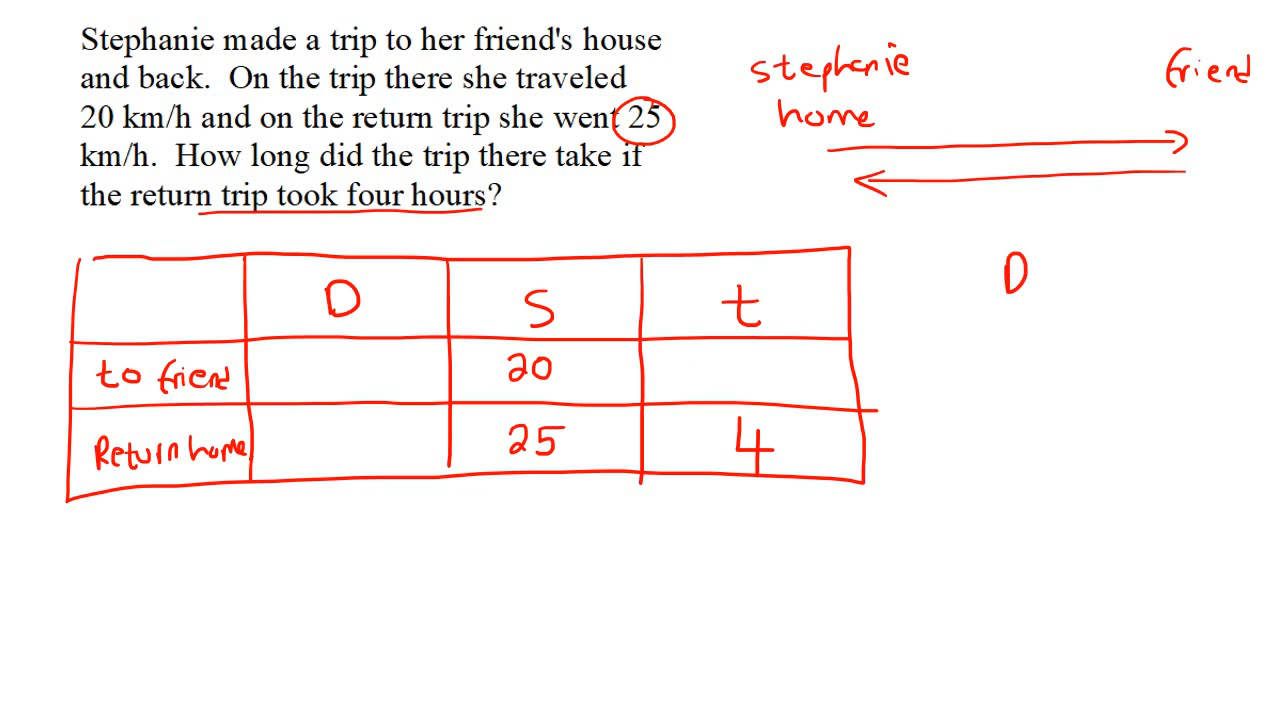 Stephanie made a trip to her friend's house
and back. On the trip there she traveled
20 km/h and on the return trip she went 25
km/h. How long did the trip there take if
the return trip took four hours?
stephanie
home
friend
D S t
to friend 20
Return home 25 4
D